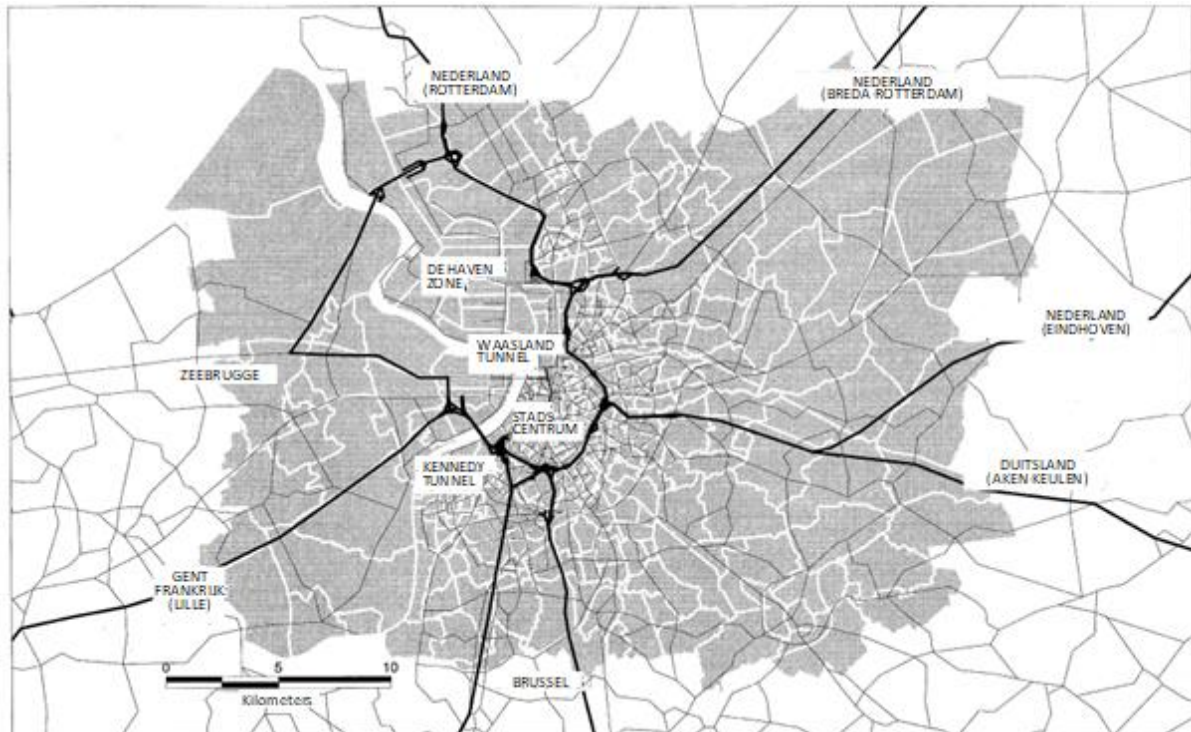 NEDERLAND
(ROTTERDAM)
NEDERLAND
(BREDA ROTTERDAM)
DE HAVEN
ZONE
NEDERLAND
(EINDHOVEN)
WAASLAND
TUNNEL
ZEEBRUGGE
STADS
CENTRUM
KENNEDY
TUNNEL
DUITSLAND
(AKEN KEULEN)
GENT
FRANKRIJK
(LILLE)
BRUSSEL
0 5 10
Kilometers